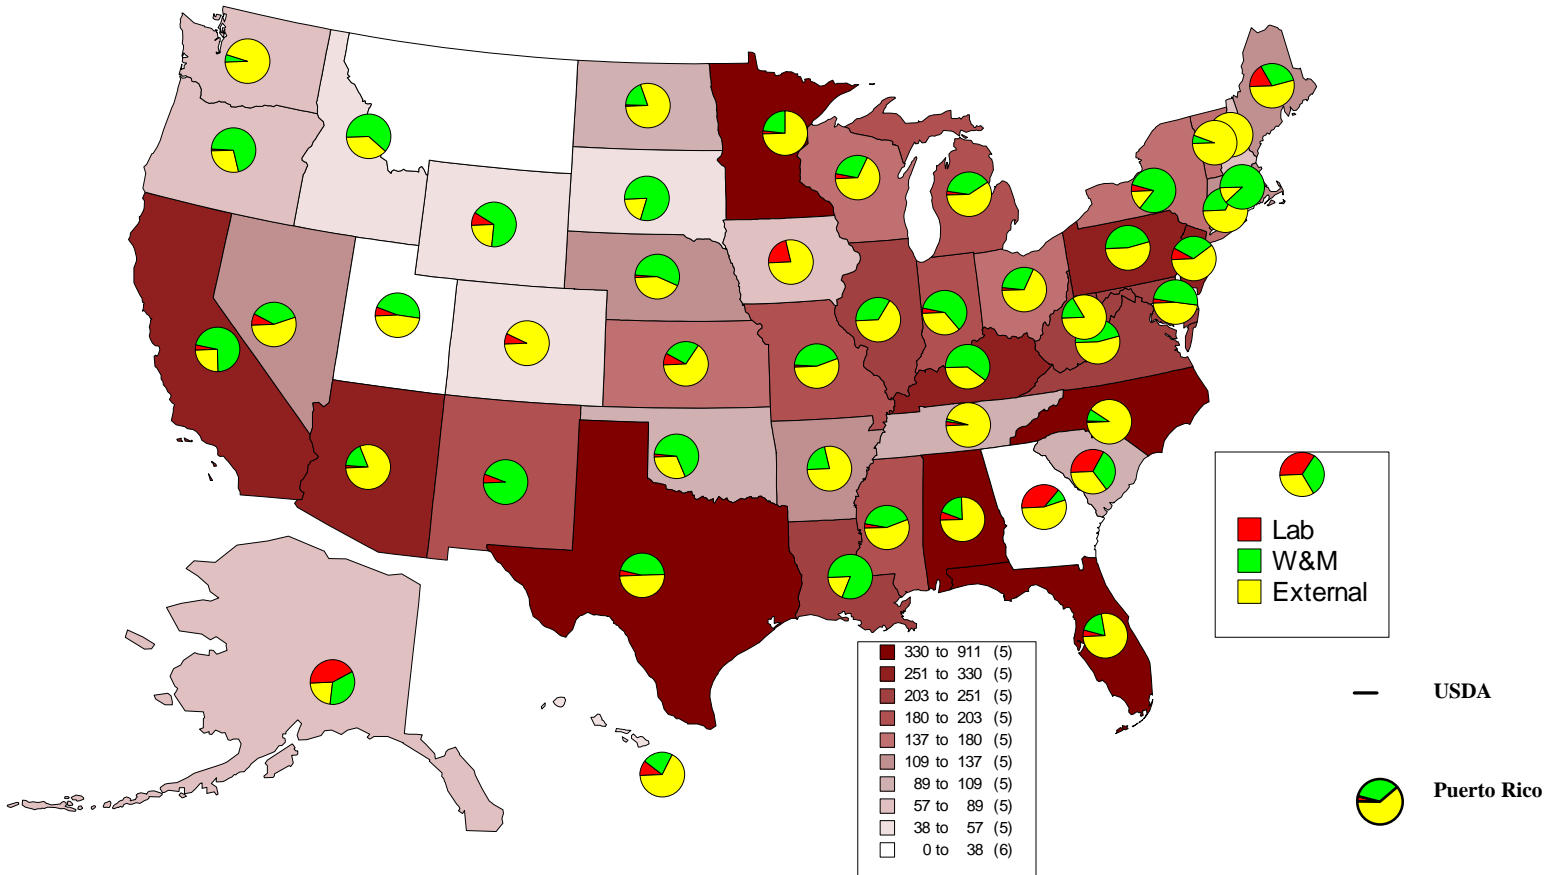 Lab
W&M
External
330 to 911 (5)
251 to 330 (5)
203 to 251 (5)
180 to 203 (5)
137 to 180 (5)
109 to 137 (5)
89 to 109 (5)
57 to 89 (5)
38 to 57 (5)
0 to 38 (6)
USDA
Puerto Rico